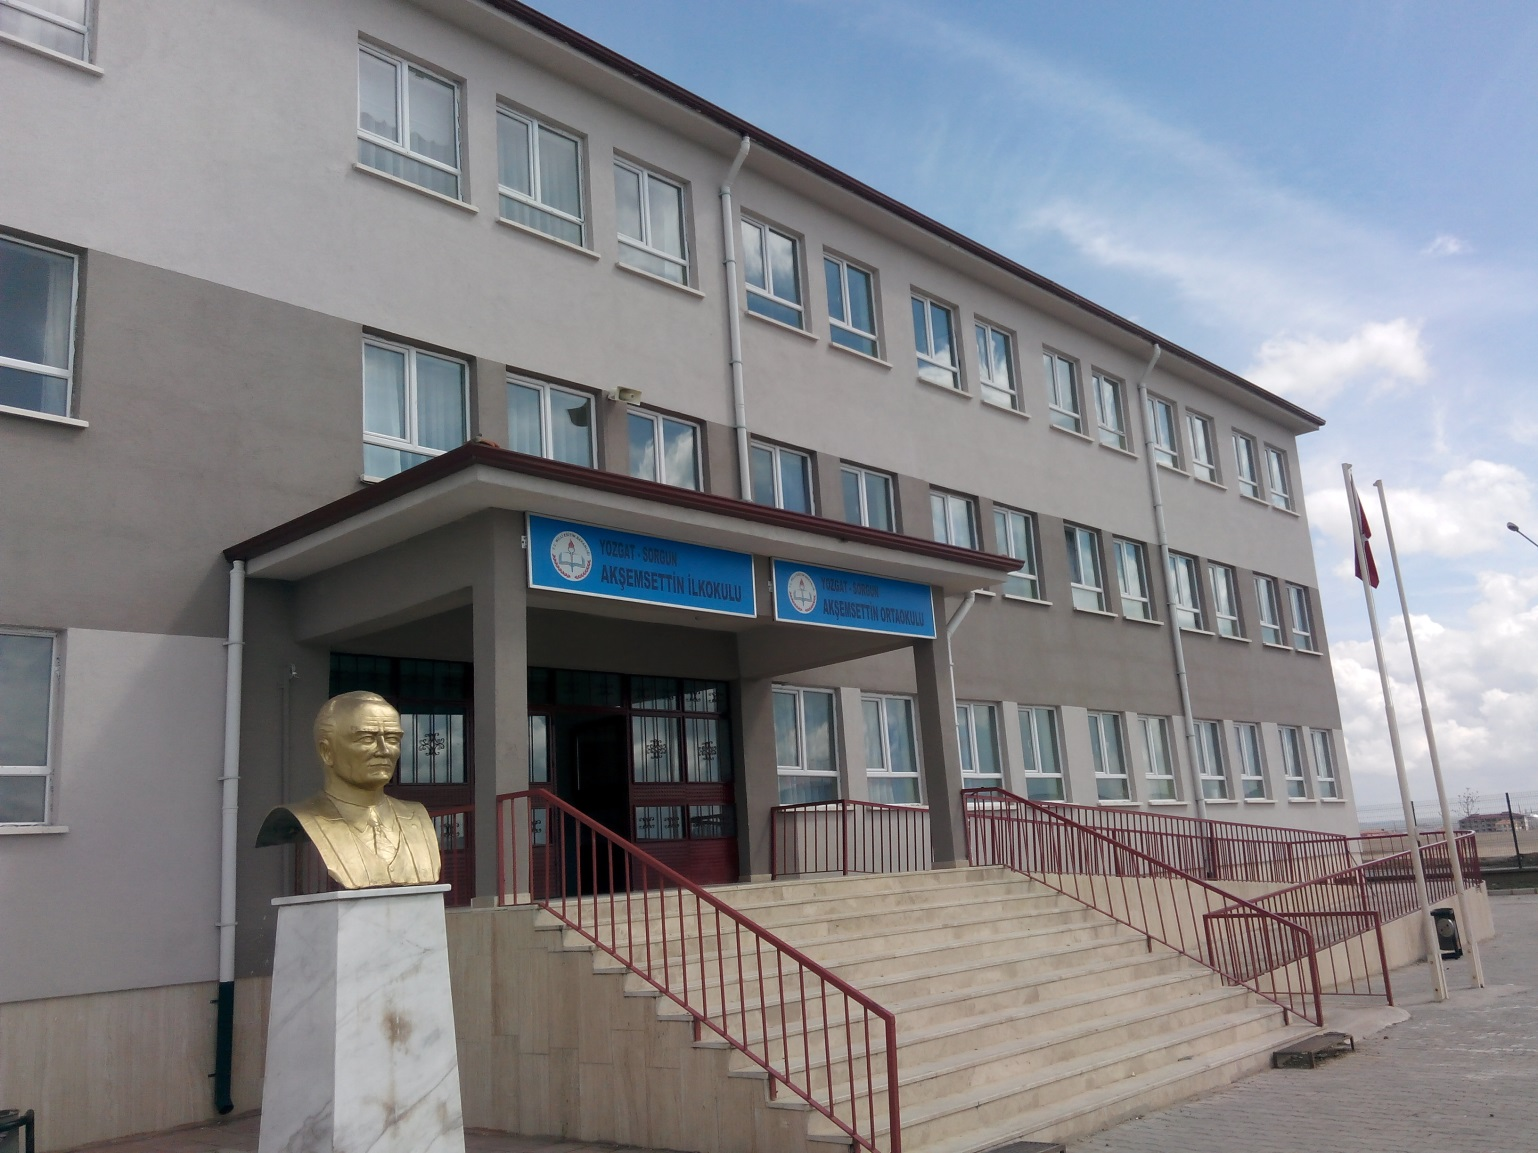 YOZGAT - SORGUN
AKŞEMSETTİN İLKOKULU
YOZGAT - SORGUN
AKŞEMSETTİN ORTAOKULU